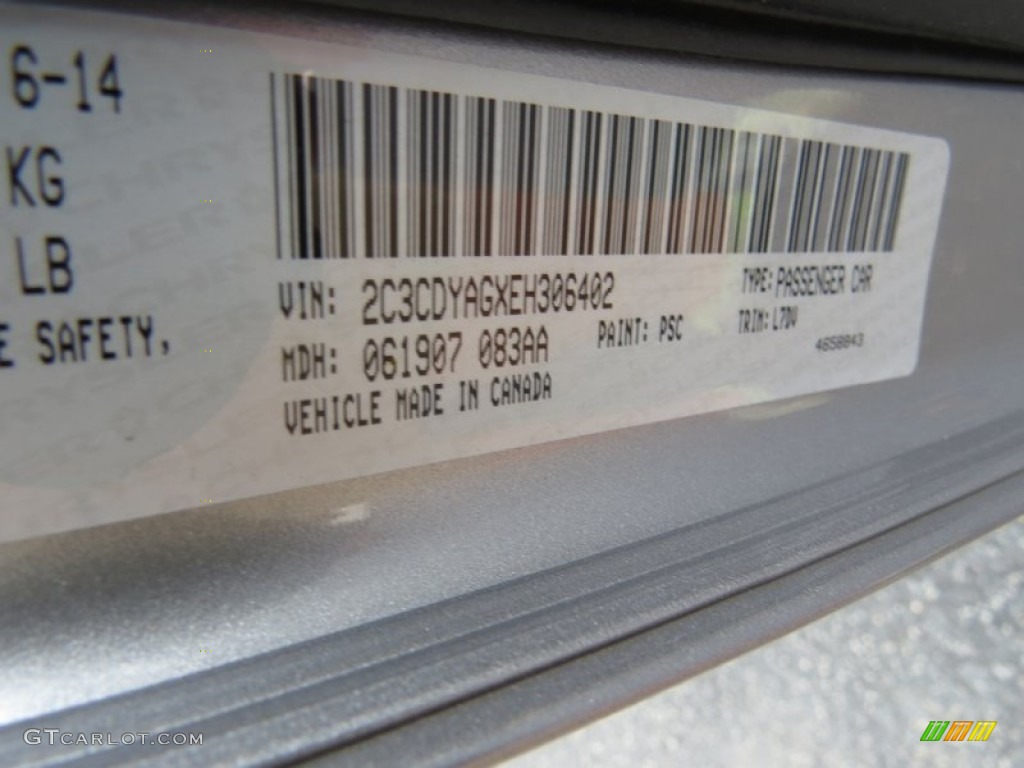 6-14
KG
LB
E SAFETY,
VIN: 2C3CDYAGXEH306402
TYPE: PASSENGER CAR
MDH: 061907 083AA
PAINT: PSC
TRIM: L7DV
4658843
VEHICLE MADE IN CANADA
GTCARLOT.COM